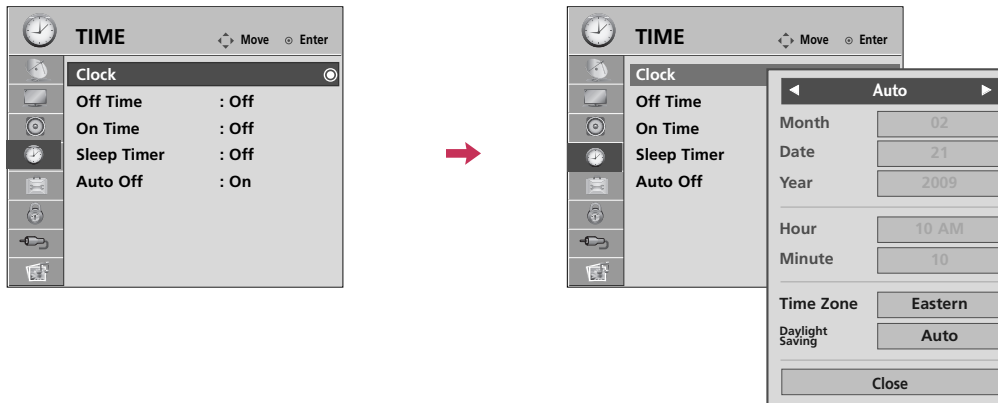 TIME Move Enter
Clock
Off Time : Off
On Time : Off
Sleep Timer : Off
Auto Off : On
TIME Move Enter
Clock
Off Time
On Time
Sleep Timer
Auto Off
Auto
Month 02
Date 21
Year 2009
Hour 10 AM
Minute 10
Time Zone Eastern
Daylight
Saving Auto
Close